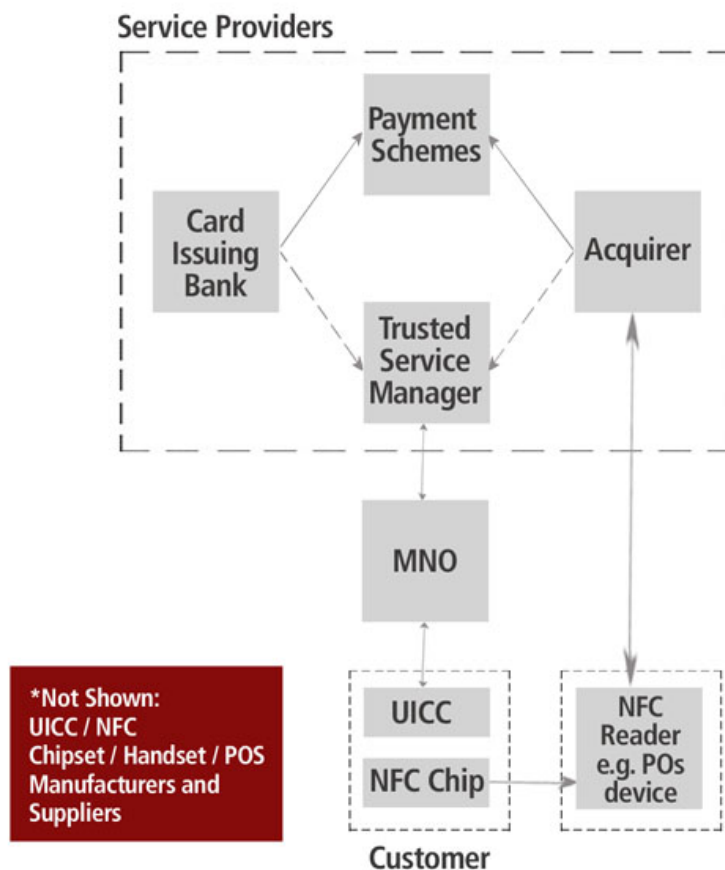 Service Providers
Payment
Schemes
Card
Issuing
Bank
Acquirer
Trusted
Service
Manager
MNO
*Not Shown:
UICC / NFC
Chipset / Handset / POS
Manufacturers and
Suppliers
UICC
NFC Chip
NFC
Reader
e.g. POs
device
Customer